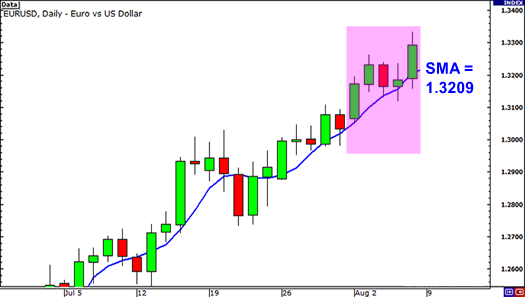 Data
INDEX
EURUSD, Daily - Euro vs US Dollar
1.3400
1.3300
SMA =
1.3209
1.3200
1.3100
1.3000
1.2900
1.2800
1.2700
1.2600
Jul 5
12
19
26
Aug 2
9